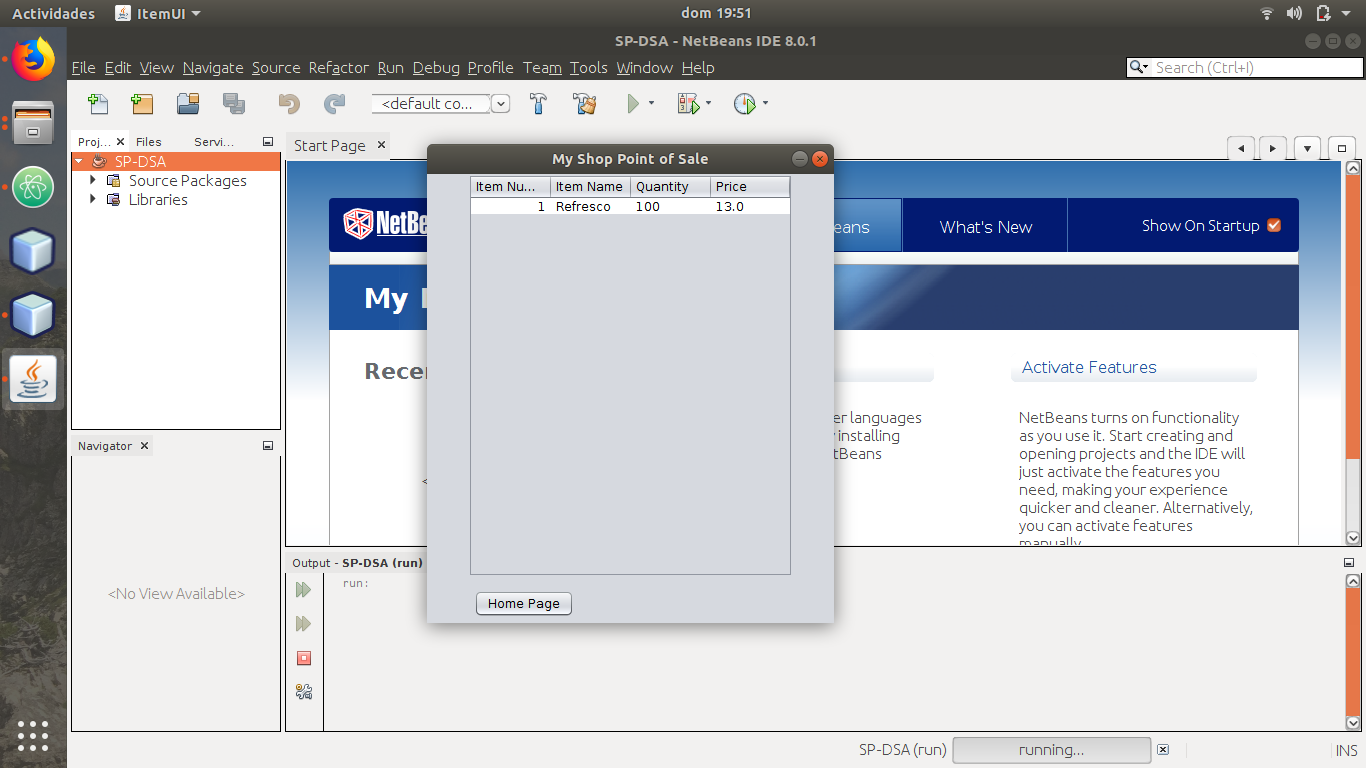 Actividades ItemUI dom 19:51
SP-DSA - NetBeans IDE 8.0.1
File Edit View Navigate Source Refactor Run Debug Profile Team Tools Window Help Search (Ctrl+I)
<default co...
Proj... Files Servi...
Start Page
SP-DSA
Source Packages
Libraries
Navigator
<No View Available>
NetBe
eans
What's New
Show On Startup
My
Recen
Activate Features
er languages
installing
tBeans
<
NetBeans turns on functionality
as you use it. Start creating and
opening projects and the IDE will
just activate the features you
need, making your experience
quicker and cleaner. Alternatively,
you can activate features
manually.
My Shop Point of Sale
Item Nu... Item Name Quantity Price
1 Refresco 100 13.0
Home Page
Output - SP-DSA (run)
run:
SP-DSA (run) running... INS